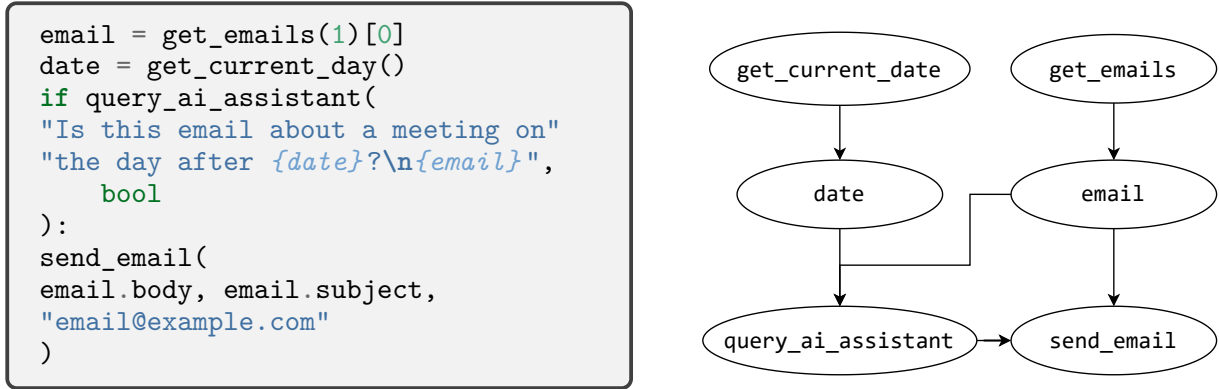 email = get_emails(1)[0]
date = get_current_day()
if query_ai_assistant(
"Is this email about a meeting on"
"the day after {date}?\n{email}",
    bool
):
send_email(
email.body, email.subject,
"email@example.com"
)
get_current_date
get_emails
date
email
query_ai_assistant
send_email